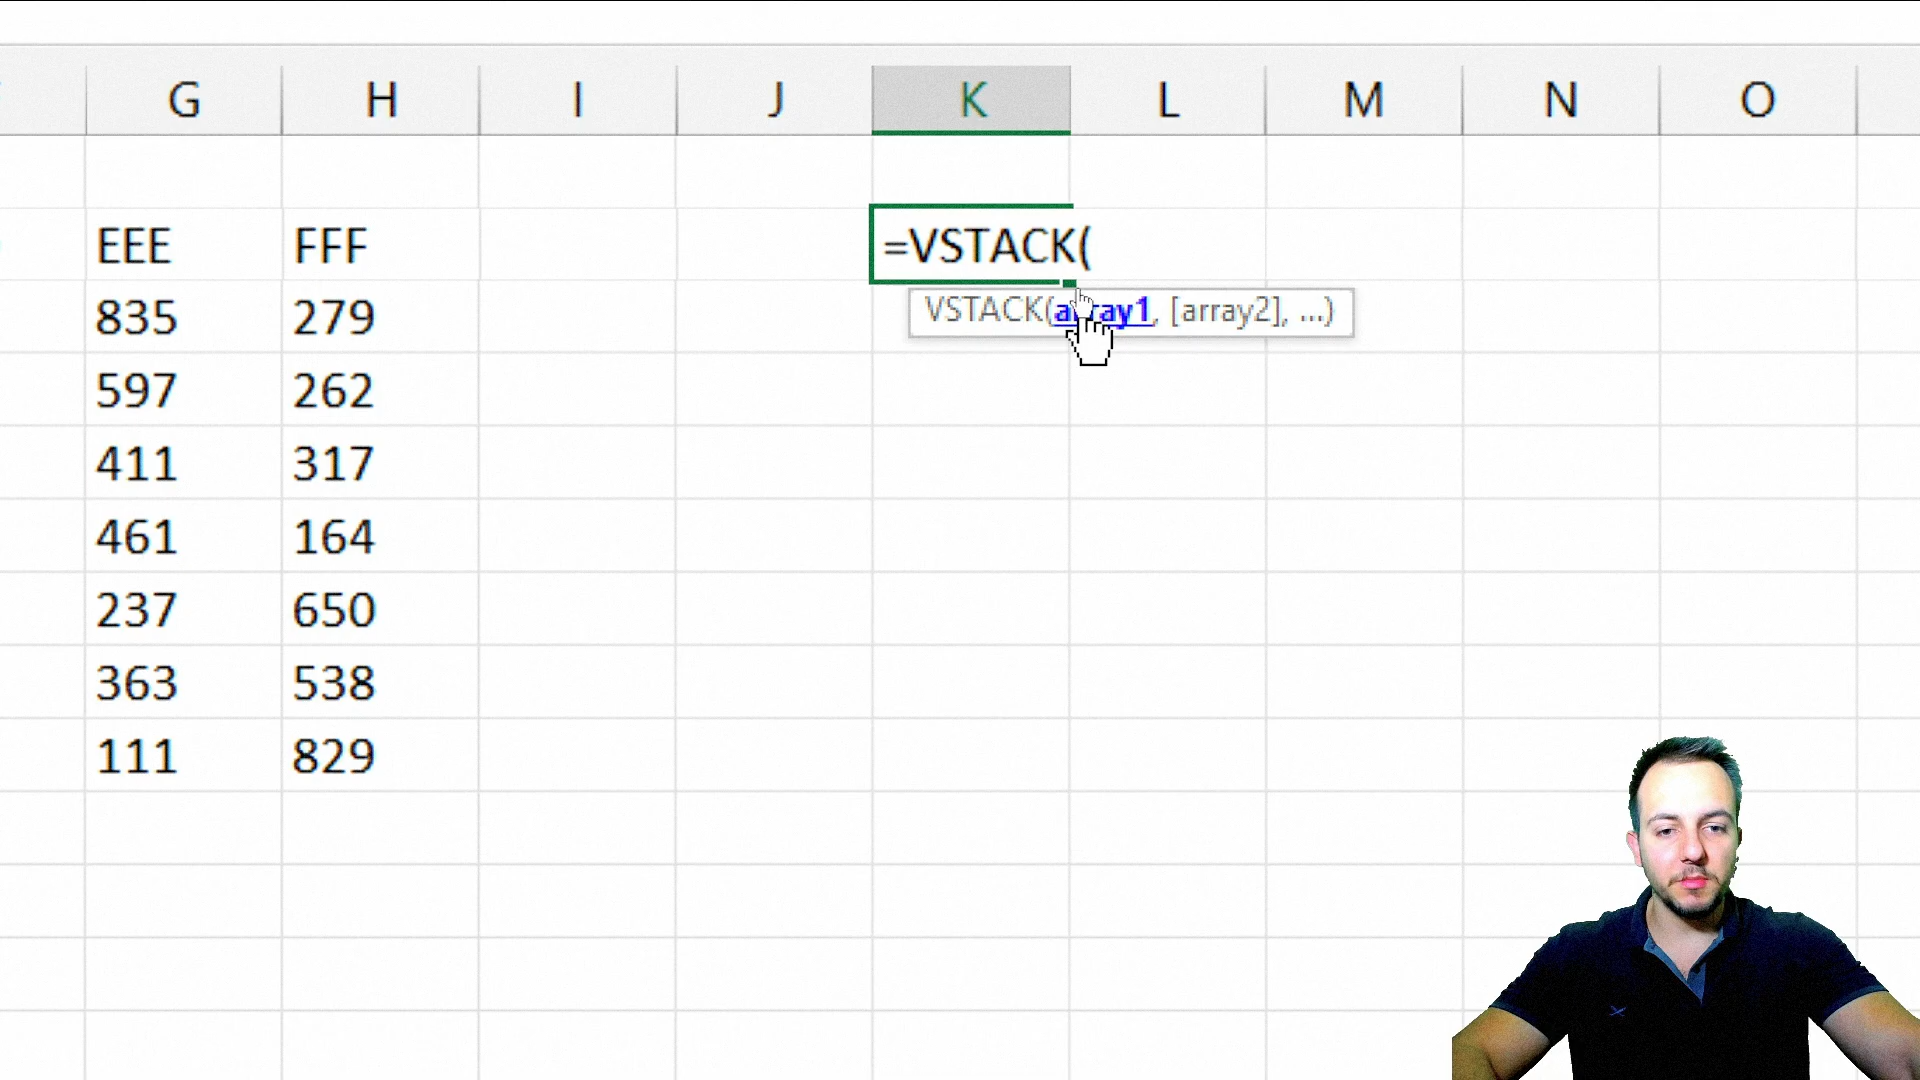 G H I J K L M N O
EEE FFF =VSTACK(
835 279 VSTACK(array1, [array2], ...)
597 262
411 317
461 164
237 650
363 538
111 829